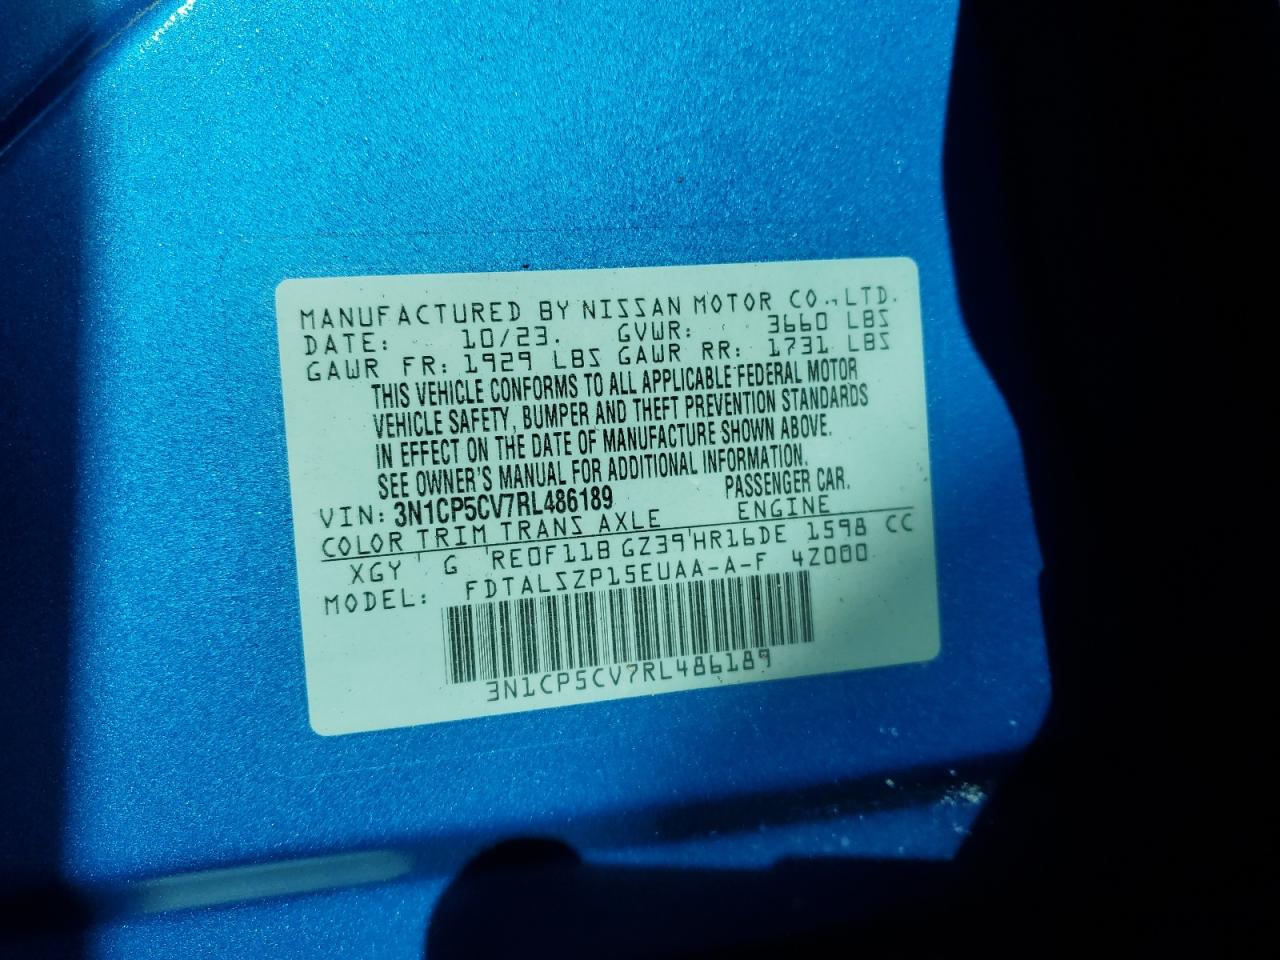 MANUFACTURED BY NISSAN MOTOR CO., LTD.
DATE: 10/23. GVWR: 3660 LBS
GAWR FR: 1929 LBS GAWR RR: 1731 LBS
THIS VEHICLE CONFORMS TO ALL APPLICABLE FEDERAL MOTOR
VEHICLE SAFETY, BUMPER AND THEFT PREVENTION STANDARDS
IN EFFECT ON THE DATE OF MANUFACTURE SHOWN ABOVE.
SEE OWNER'S MANUAL FOR ADDITIONAL INFORMATION.
VIN: 3N1CP5CV7RL486189 PASSENGER CAR.
COLOR TRIM TRANS AXLE ENGINE
XGY G RE0F11B GZ39 HR16DE 1598 CC
MODEL: FDTALSZP15EUAA-A-F 4Z000
3N1CP5CV7RL486189